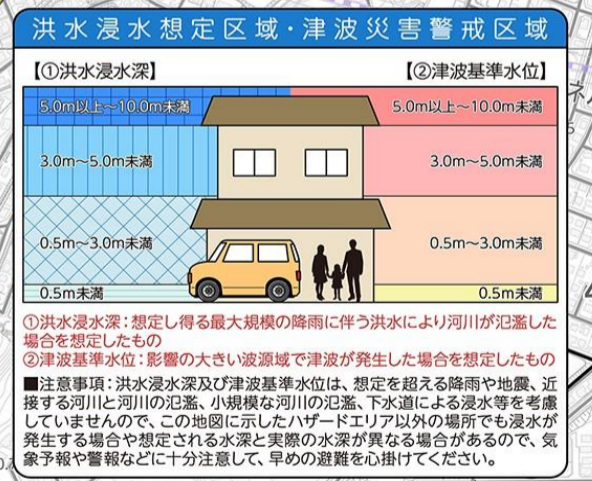 洪水浸水想定区域・津波災害警戒区域
【①洪水浸水深】
【②津波基準水位】
5.0m以上～10.0m未満
5.0m以上～10.0m未満
3.0m～5.0m未満
3.0m～5.0m未満
0.5m～3.0m未満
0.5m～3.0m未満
0.5m未満
0.5m未満
①洪水浸水深：想定し得る最大規模の降雨に伴う洪水により河川が氾濫した
場合を想定したもの
②津波基準水位：影響の大きい波源域で津波が発生した場合を想定したもの
■注意事項：洪水浸水深及び津波基準水位は、想定を超える降雨や地震、近
接する河川と河川の氾濫、小規模な河川の氾濫、下水道による浸水等を考慮
していませんので、この地図に示したハザードエリア以外の場所でも浸水が
発生する場合や想定される水深と実際の水深が異なる場合があるので、気
象予報や警報などに十分注意して、早めの避難を心掛けてください。